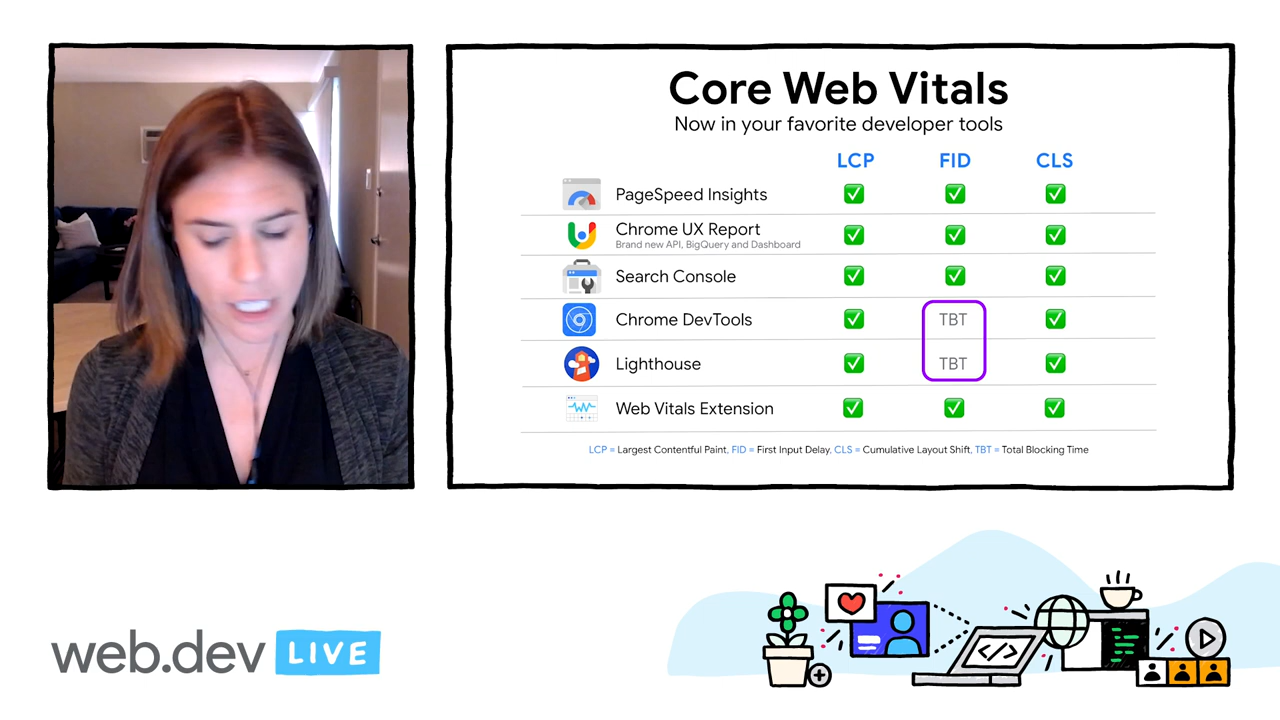 Core Web Vitals
Now in your favorite developer tools
LCP FID CLS
PageSpeed Insights
Chrome UX Report
Brand new API, BigQuery and Dashboard
Search Console
Chrome DevTools TBT
Lighthouse TBT
Web Vitals Extension
LCP = Largest Contentful Paint, FID = First Input Delay, CLS = Cumulative Layout Shift, TBT = Total Blocking Time
web.dev LIVE